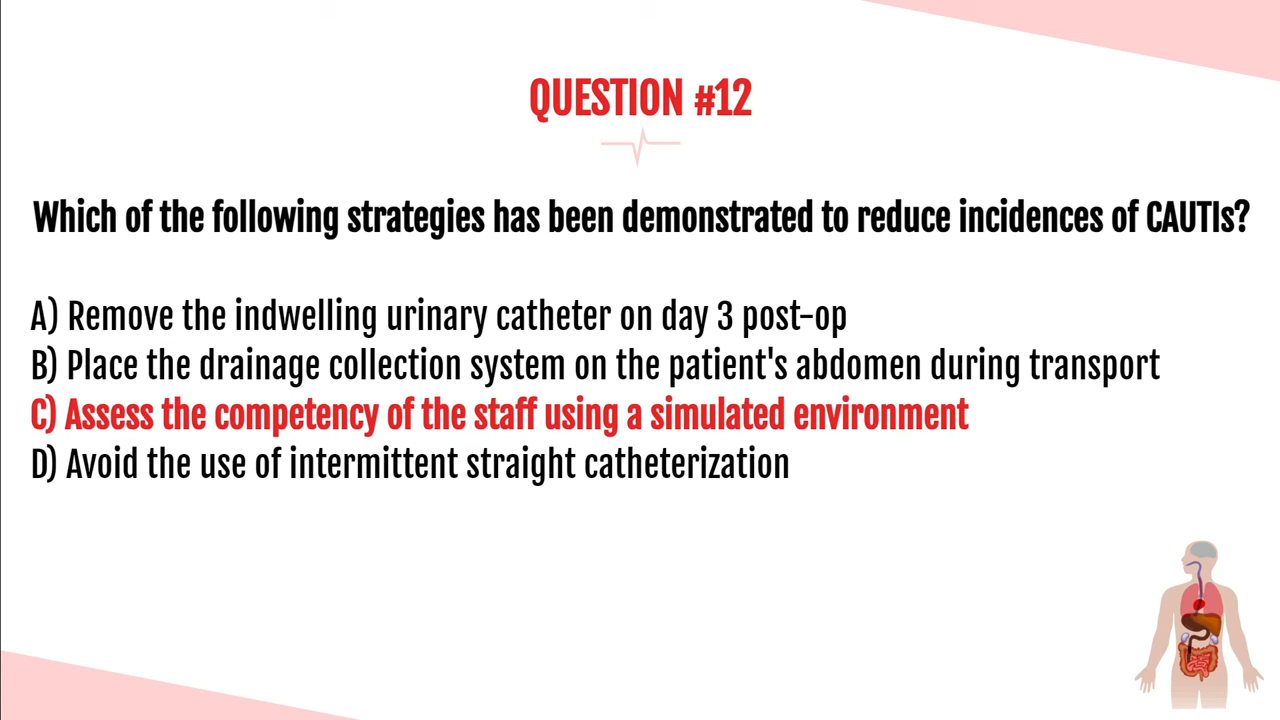 QUESTION #12
Which of the following strategies has been demonstrated to reduce incidences of CAUTIs?
A) Remove the indwelling urinary catheter on day 3 post-op
B) Place the drainage collection system on the patient's abdomen during transport
C) Assess the competency of the staff using a simulated environment
D) Avoid the use of intermittent straight catheterization